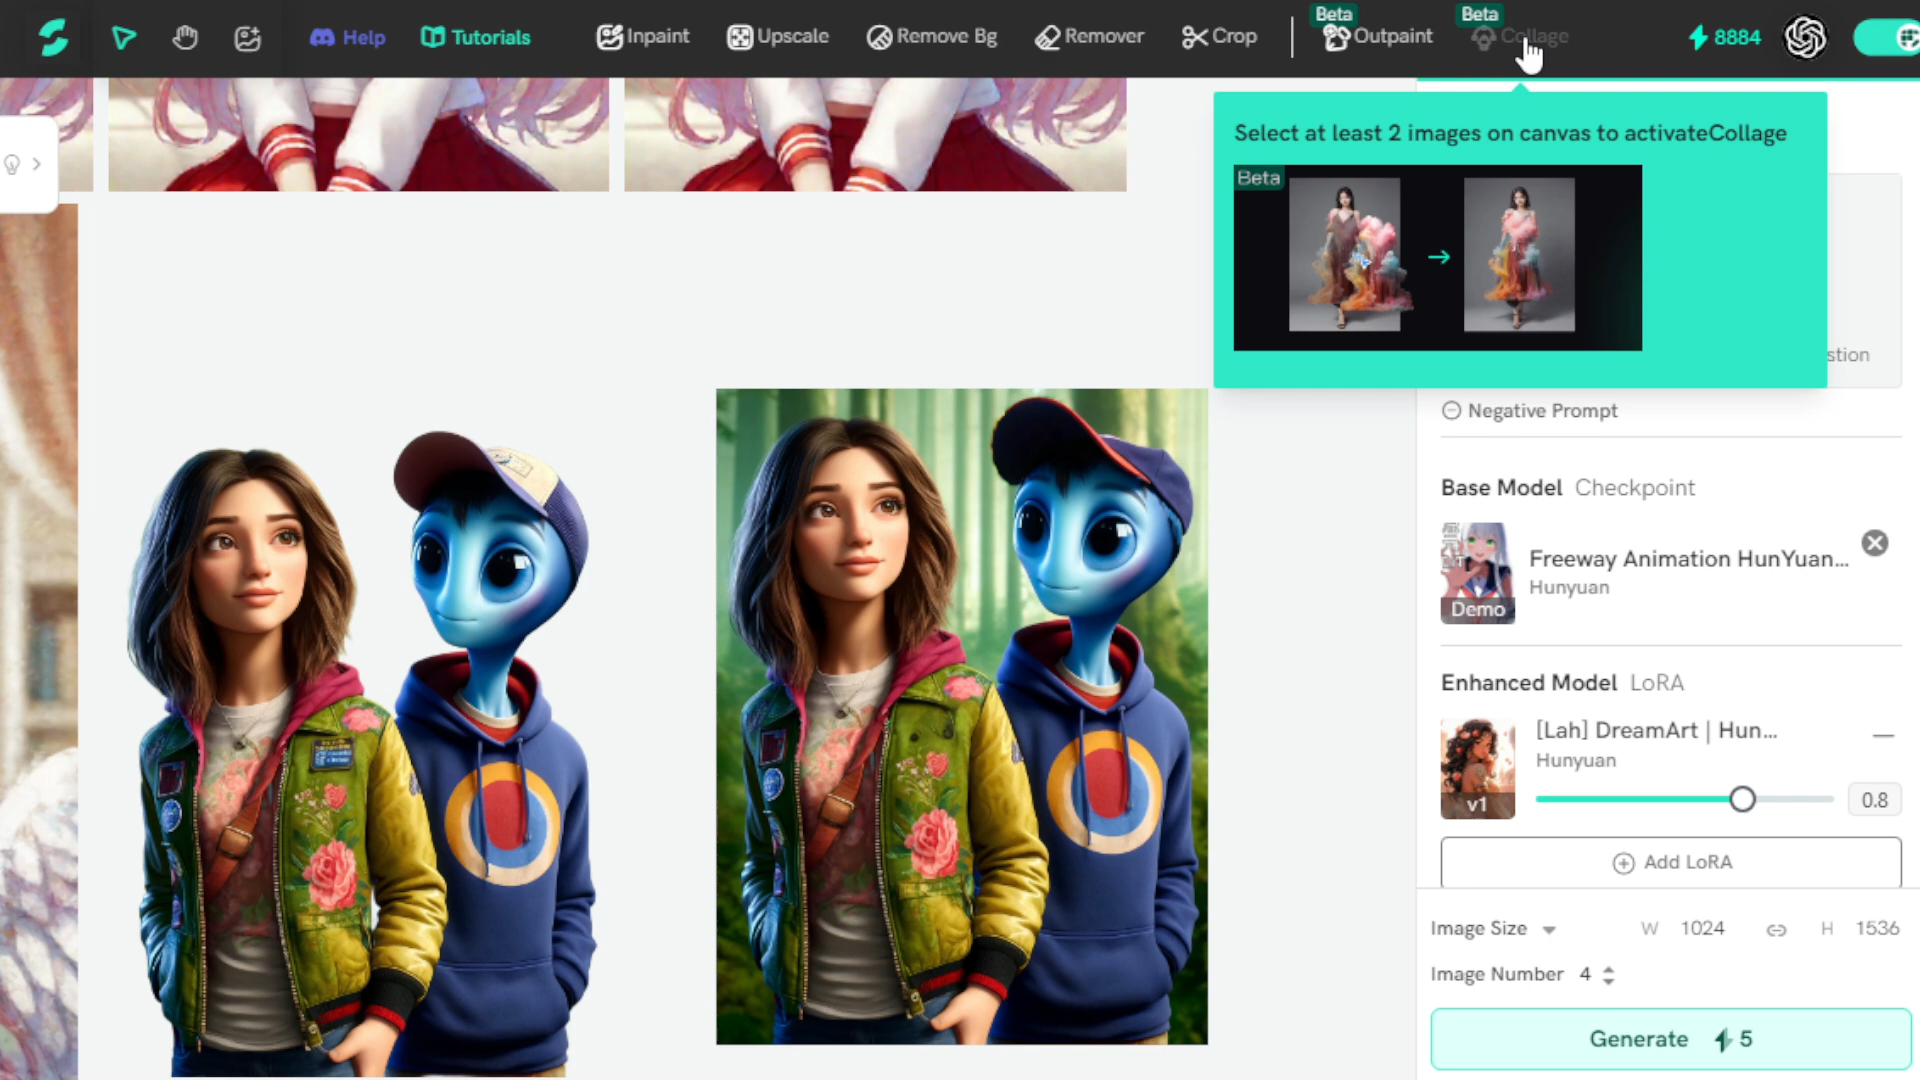 Help
Tutorials
Inpaint
Upscale
Remove Bg
Remover
Crop
Beta
Outpaint
Beta
Collage
8884
Select at least 2 images on canvas to activateCollage
Beta
stion
Negative Prompt
Base Model Checkpoint
Freeway Animation HunYuan...
Hunyuan
Demo
Enhanced Model LoRA
[Lah] DreamArt | Hun...
Hunyuan
v1
0.8
Add LoRA
Image Size W 1024 H 1536
Image Number 4
Generate 5